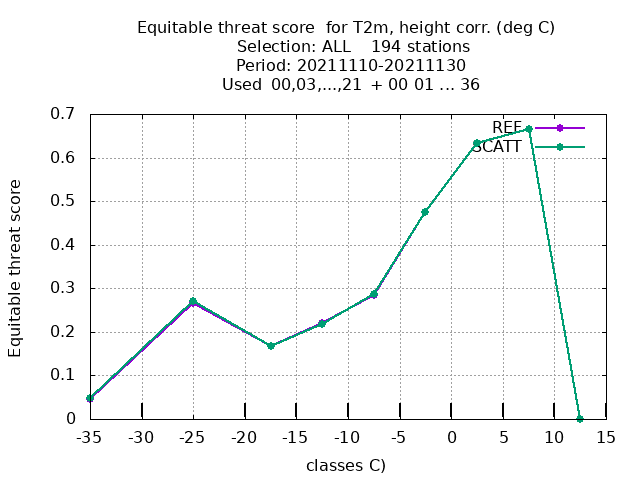 Equitable threat score for T2m, height corr. (deg C)
Selection: ALL 194 stations
Period: 20211110-20211130
Used 00,03,...,21 + 00 01 ... 36
0.7
0.6
0.5
0.4
0.3
0.2
0.1
0
Equitable threat score
REF
SCATT
-35 -30 -25 -20 -15 -10 -5 0 5 10 15
classes C)